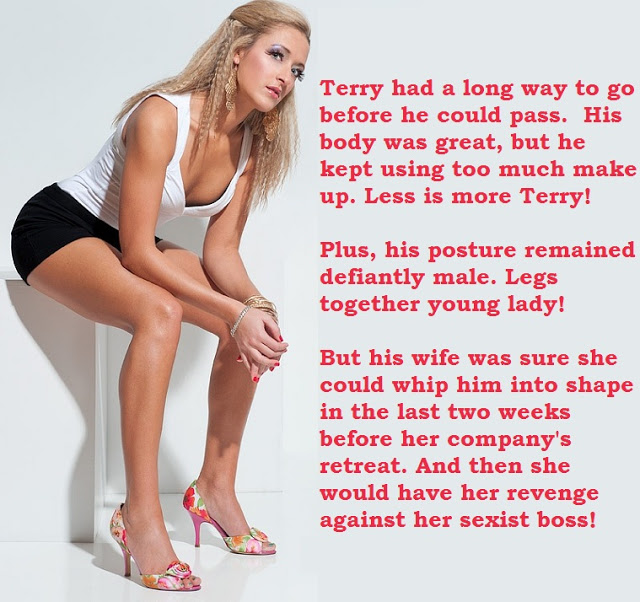 Terry had a long way to go
before he could pass. His
body was great, but he
kept using too much make
up. Less is more Terry!
Plus, his posture remained
defiantly male. Legs
together young lady!
But his wife was sure she
could whip him into shape
in the last two weeks
before her company's
retreat. And then she
would have her revenge
against her sexist boss!